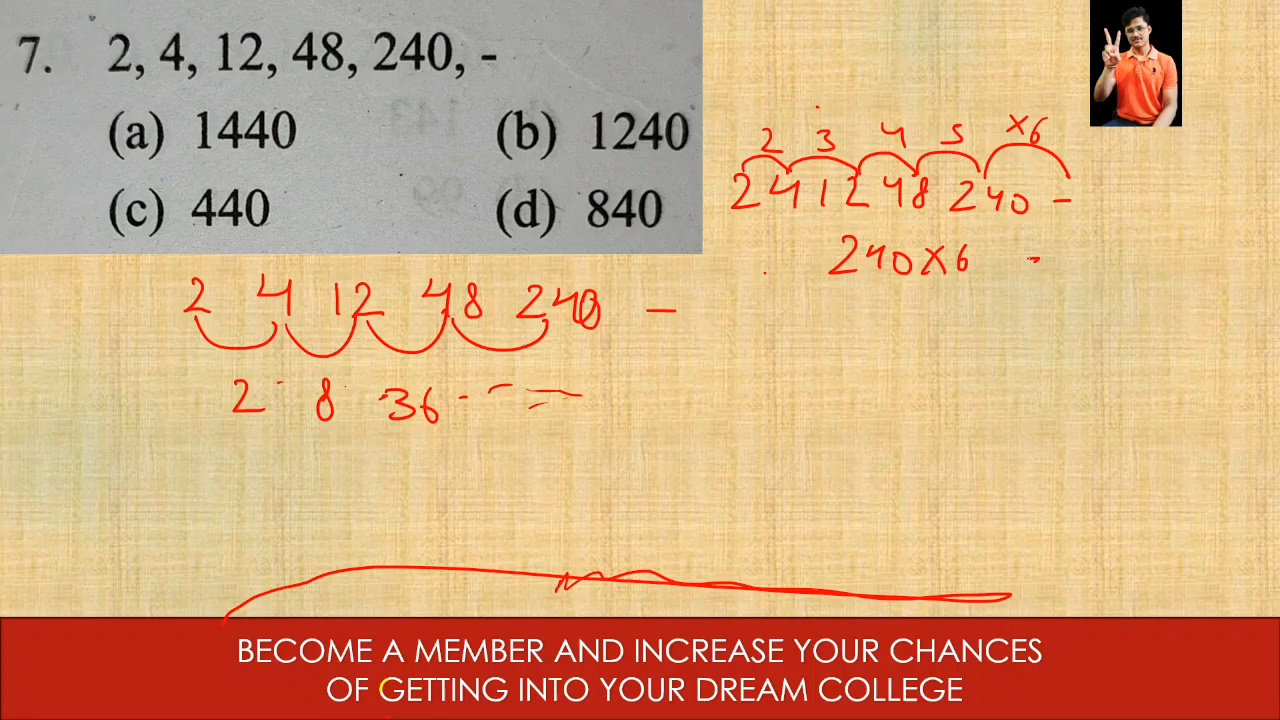 7. 2, 4, 12, 48, 240, -
(a) 1440 (b) 1240
(c) 440 (d) 840
2 3 4 5 ×6
2 4 12 48 240 -
240×6
2 4 12 48 240 -
2 8 36
BECOME A MEMBER AND INCREASE YOUR CHANCES
OF GETTING INTO YOUR DREAM COLLEGE